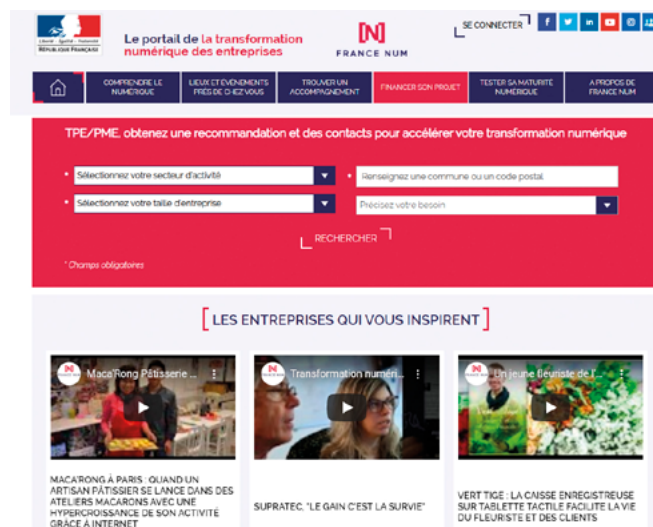 SE CONNECTER
Liberté • Égalité • Fraternité
RÉPUBLIQUE FRANÇAISE
Le portail de la transformation
numérique des entreprises
[N]
FRANCE NUM
COMPRENDRE LE
NUMÉRIQUE
LIEUX ET ÉVÉNEMENTS
PRÈS DE CHEZ VOUS
TROUVER UN
ACCOMPAGNEMENT
FINANCER SON PROJET
TESTER SA MATURITÉ
NUMÉRIQUE
A PROPOS DE
FRANCE NUM
TPE/PME, obtenez une recommandation et des contacts pour accélérer votre transformation numérique
* Sélectionnez votre secteur d'activité
* Renseignez une commune ou un code postal
* Sélectionnez votre taille d'entreprise
Précisez votre besoin
RECHERCHER
* Champs obligatoires
[LES ENTREPRISES QUI VOUS INSPIRENT]
Maca'Rong Pâtisserie ...
Transformation numéri...
Un jeune fleuriste de l'...
MACA'RONG À PARIS : QUAND UN
ARTISAN PÂTISSIER SE LANCE DANS DES
ATELIERS MACARONS AVEC UNE
HYPERCROISSANCE DE SON ACTIVITÉ
GRÂCE À INTERNET
SUPRATEC, "LE GAIN C'EST LA SURVIE"
VERT TIGE : LA CAISSE ENREGISTREUSE
SUR TABLETTE TACTILE FACILITE LA VIE
DU FLEURISTE ET DES CLIENTS